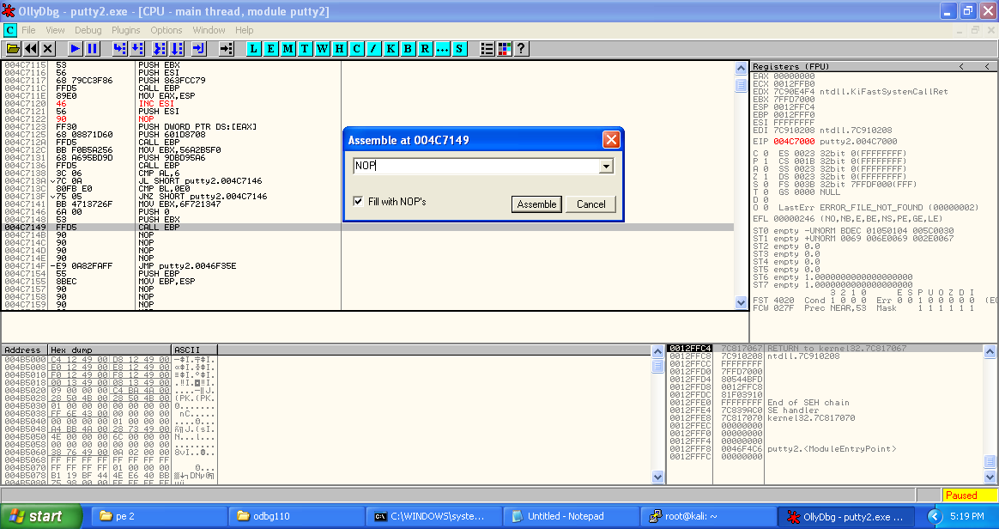 OllyDbg - putty2.exe - [CPU - main thread, module putty2]
C File View Debug Plugins Options Window Help
L E M T W H C / K B R ... S ?
004C7115 53 PUSH EBX
004C7116 56 PUSH ESI
004C7117 68 79CC3F86 PUSH 863FCC79
004C711C FFD5 CALL EBP
004C711E 89E0 MOV EAX,ESP
004C7120 46 INC ESI
004C7121 56 PUSH ESI
004C7122 90 NOP
004C7123 FF30 PUSH DWORD PTR DS:[EAX]
004C7125 68 08871D60 PUSH 601D8708
004C712A FFD5 CALL EBP
004C712C BB F0B5A256 MOV EBX,56A2B5F0
004C7131 68 A695BD9D PUSH 9DBD95A6
004C7136 FFD5 CALL EBP
004C7138 3C 06 CMP AL,6
004C713A 7C 0A JL SHORT putty2.004C7146
004C713C 80FB E0 CMP BL,0E0
004C713F 75 05 JNZ SHORT putty2.004C7146
004C7141 BB 4713726F MOV EBX,6F721347
004C7146 6A 00 PUSH 0
004C7148 53 PUSH EBX
004C7149 FFD5 CALL EBP
004C714B 90 NOP
004C714C 90 NOP
004C714D 90 NOP
004C714E 90 NOP
004C714F -E9 0A82FAFF JMP putty2.0046F35E
004C7154 55 PUSH EBP
004C7155 8BEC MOV EBP,ESP
004C7157 90 NOP
004C7158 90 NOP
004C7159 90 NOP
Assemble at 004C7149
NOP
Fill with NOP's
Assemble Cancel
Registers (FPU) < <
EAX 00000000
ECX 0012FFB0
EDX 7C90E4F4 ntdll.KiFastSystemCallRet
EBX 7FFD7000
ESP 0012FFC4
EBP 0012FFF0
ESI FFFFFFFF
EDI 7C910208 ntdll.7C910208
EIP 004C7000 putty2.004C7000
C 0 ES 0023 32bit 0(FFFFFFFF)
P 1 CS 001B 32bit 0(FFFFFFFF)
A 0 SS 0023 32bit 0(FFFFFFFF)
Z 1 DS 0023 32bit 0(FFFFFFFF)
S 0 FS 003B 32bit 7FFDF000(FFF)
T 0 GS 0000 NULL
D 0
O 0 LastErr ERROR_FILE_NOT_FOUND (00000002)
EFL 00000246 (NO,NB,E,BE,NS,PE,GE,LE)
ST0 empty -UNORM BDEC 01050104 005C0030
ST1 empty +UNORM 0069 006E0069 002E0067
ST2 empty 0.0
ST3 empty 0.0
ST4 empty 0.0
ST5 empty 0.0
ST6 empty 1.0000000000000000000
ST7 empty 1.0000000000000000000
3 2 1 0 E S P U O Z D I
FST 4020 Cond 1 0 0 0 Err 0 0 1 0 0 0 0 0
FCW 027F Prec NEAR,53 Mask 1 1 1 1 1 1
Address Hex dump ASCII
004B5000 C4 12 49 00 D8 12 49 00
004B5008 E0 12 49 00 E8 12 49 00
004B5010 F0 12 49 00 F8 12 49 00
004B5018 00 13 49 00 08 13 49 00
004B5020 09 00 00 00 C4 BA 4A 00
004B5028 28 50 4B 00 28 50 4B 00 (PK.(PK.
004B5030 01 00 00 00 00 00 00 00
004B5038 FF 6E 43 00 00 00 00 00 nC.....
004B5040 00 00 00 00 01 00 00 00
004B5048 A4 BB 4A 00 28 73 49 00
004B5050 4E 00 00 00 6C 00 00 00 N...l...
004B5058 00 00 00 00 00 00 00 00 ........
004B5060 38 76 49 00 0A 02 00 00
004B5068 FF FF FF FF FF FF FF FF
004B5070 FF FF FF FF 01 00 00 00
004B5078 B1 19 BF 44 4E E6 40 BB
0012FFC4 7C817067 RETURN to kernel32.7C817067
0012FFC8 7C910208 ntdll.7C910208
0012FFCC FFFFFFFF
0012FFD0 7FFD7000
0012FFD4 80544BFD
0012FFD8 0012FFC8
0012FFDC 81F03910
0012FFE0 FFFFFFFF End of SEH chain
0012FFE4 7C839AC0 SE handler
0012FFE8 7C817070 kernel32.7C817070
0012FFEC 00000000
0012FFF0 00000000
0012FFF4 00000000
0012FFF8 0046F4C6 putty2.<ModuleEntryPoint>
0012FFFC 00000000
Paused
start pe 2 odbg110 C:\WINDOWS\syste... Untitled - Notepad root@kali: ~ OllyDbg - putty2.exe ... 5:19 PM